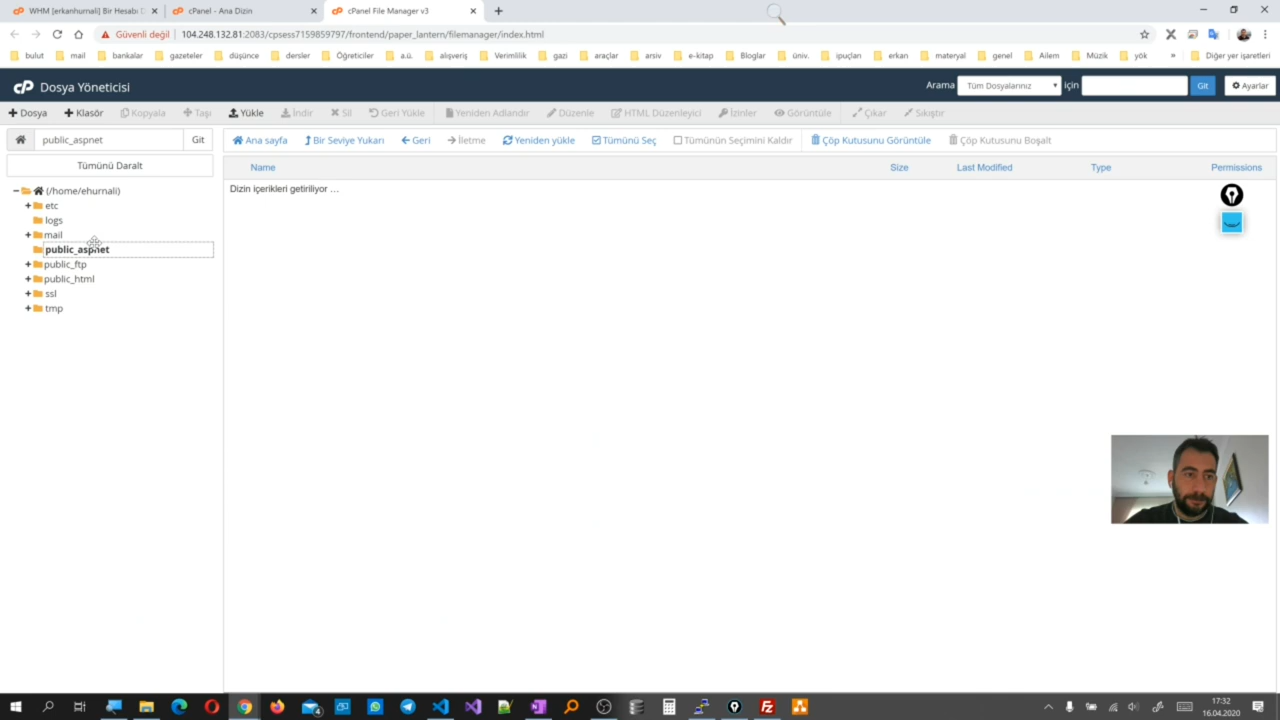 WHM [erkanhurnali] Bir Hesabı D
cPanel - Ana Dizin
cPanel File Manager v3
Güvenli değil
104.248.132.81:2083/cpsess7159859797/frontend/paper_lantern/filemanager/index.html
bulut mail bankalar gazeteler düşünce dersler Öğreticiler a.ü. alışveriş Verimlilik gazi araçlar arsiv e-kitap Bloglar üniv. ipuçları erkan materyal genel Ailem Müzik yök » Diğer yer işaretleri
cP Dosya Yöneticisi
Arama Tüm Dosyalarınız için Git Ayarlar
Dosya Klasör Kopyala Taşı Yükle İndir Sil Geri Yükle Yeniden Adlandır Düzenle HTML Düzenleyici İzinler Görüntüle Çıkar Sıkıştır
public_aspnet Git
Ana sayfa Bir Seviye Yukarı Geri İletme Yeniden yükle Tümünü Seç Tümünün Seçimini Kaldır Çöp Kutusunu Görüntüle Çöp Kutusunu Boşalt
Tümünü Daralt
Name Size Last Modified Type Permissions
Dizin içerikleri getiriliyor ...
(/home/ehurnali)
etc
logs
mail
public_aspnet
public_ftp
public_html
ssl
tmp
17:32
16.04.2020